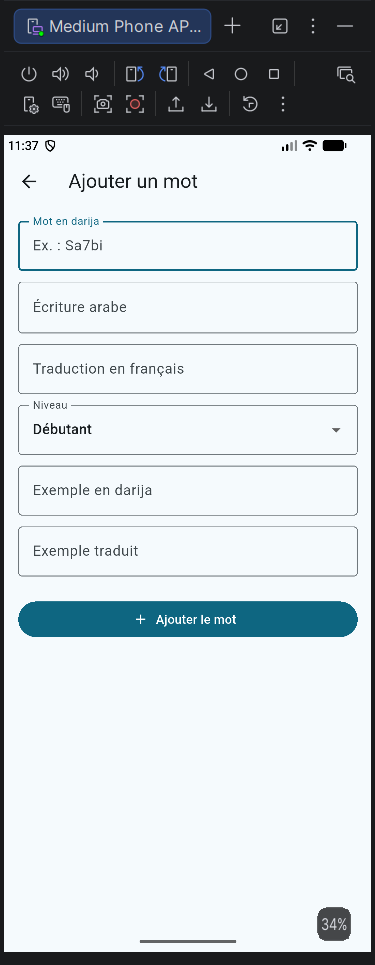 Medium Phone AP...
11:37
Ajouter un mot
Mot en darija
Ex. : Sa7bi
Écriture arabe
Traduction en français
Niveau
Débutant
Exemple en darija
Exemple traduit
+ Ajouter le mot
34%